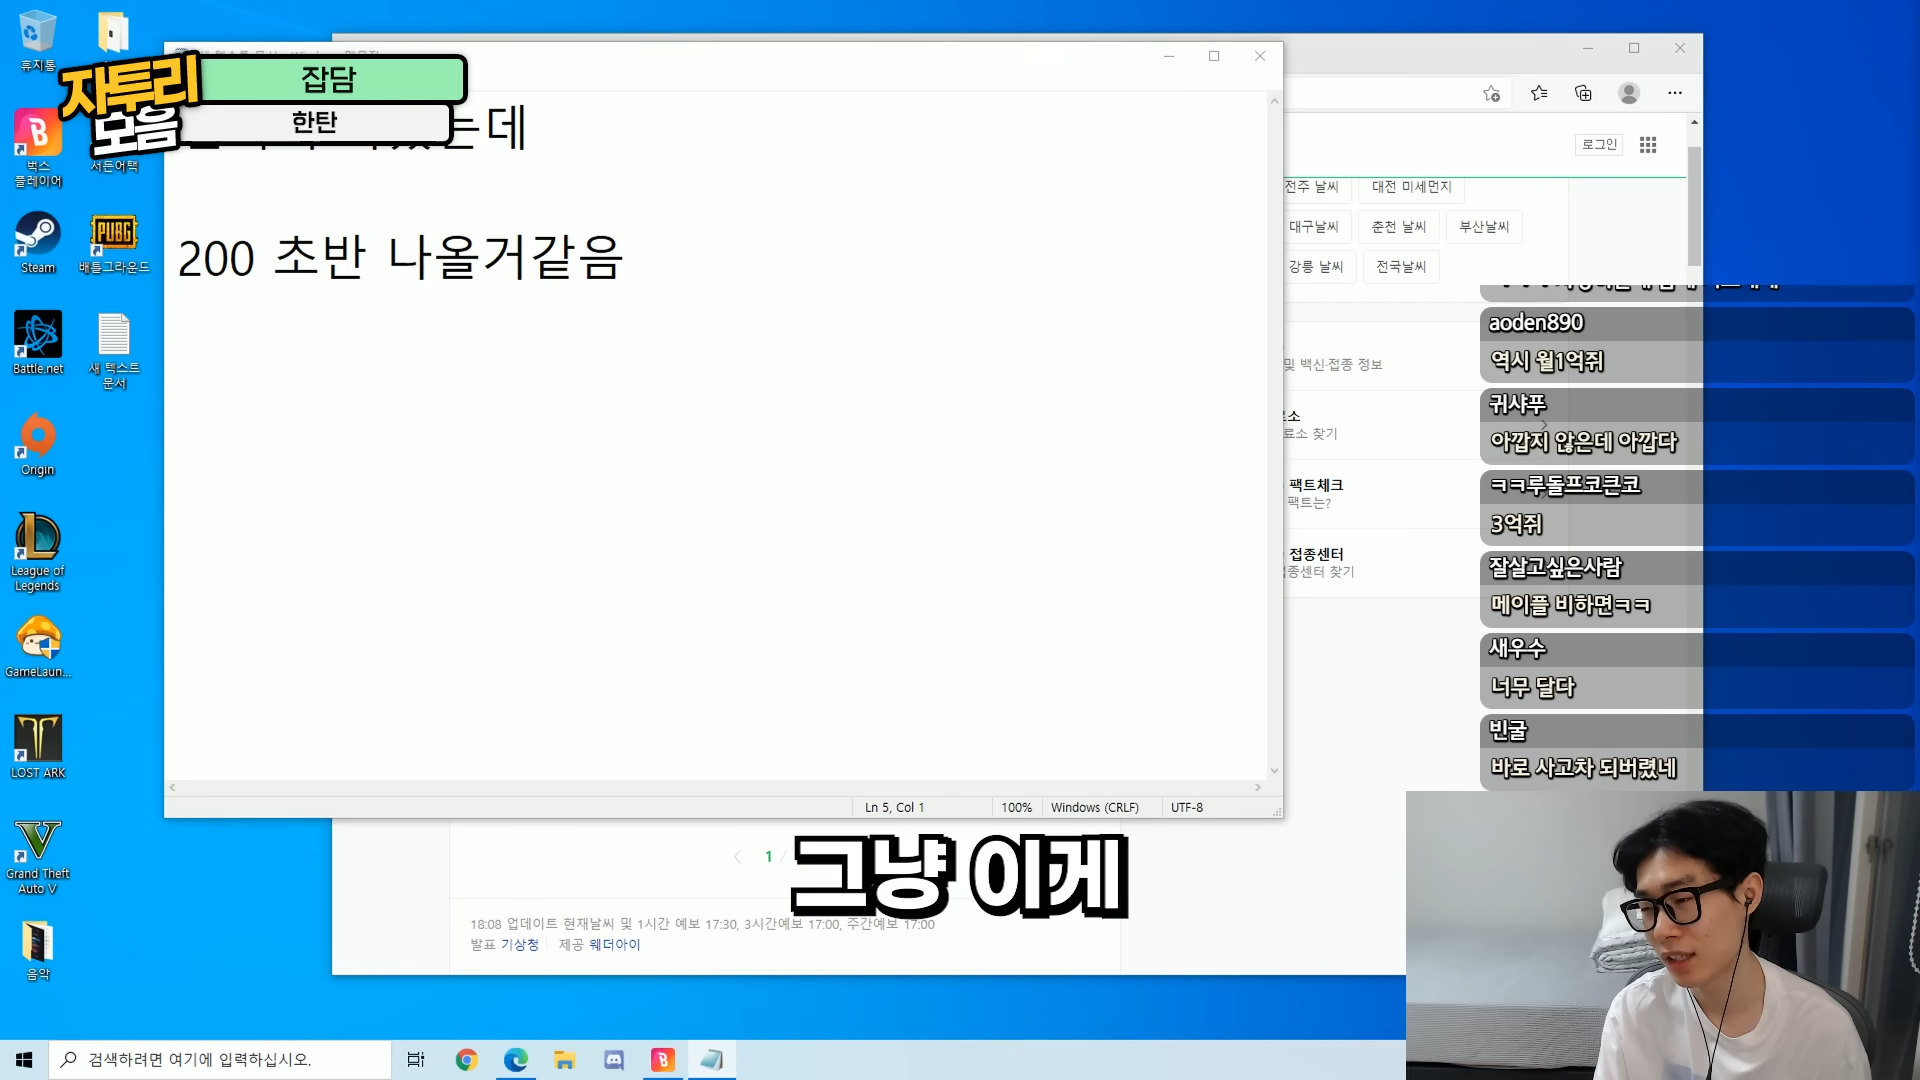 휴지통
자투리
모음
잡담
한탄
는데
200 초반 나올거같음
벅스
플레이어
서든어택
Steam
PUBG
배틀그라운드
Battle.net
새 텍스트
문서
Origin
League of
Legends
GameLaun...
LOST ARK
Grand Theft
Auto V
음악
Ln 5, Col 1
100%
Windows (CRLF)
UTF-8
로그인
전주 날씨
대전 미세먼지
대구날씨
춘천 날씨
부산날씨
강릉 날씨
전국날씨
및 백신·접종 정보
료소 찾기
팩트체크
팩트는?
접종센터
접종센터 찾기
aoden890
역시 월1억쥐
귀샤푸
아깝지 않은데 아깝다
ㅋㅋ루돌프코큰코
3억쥐
잘살고싶은사람
메이플 비하면ㅋㅋ
새우수
너무 달다
빈굴
바로 사고차 되버렸네
1
그냥 이게
18:08 업데이트 현재날씨 및 1시간 예보 17:30, 3시간예보 17:00, 주간예보 17:00
발표 기상청 제공 웨더아이
검색하려면 여기에 입력하십시오.